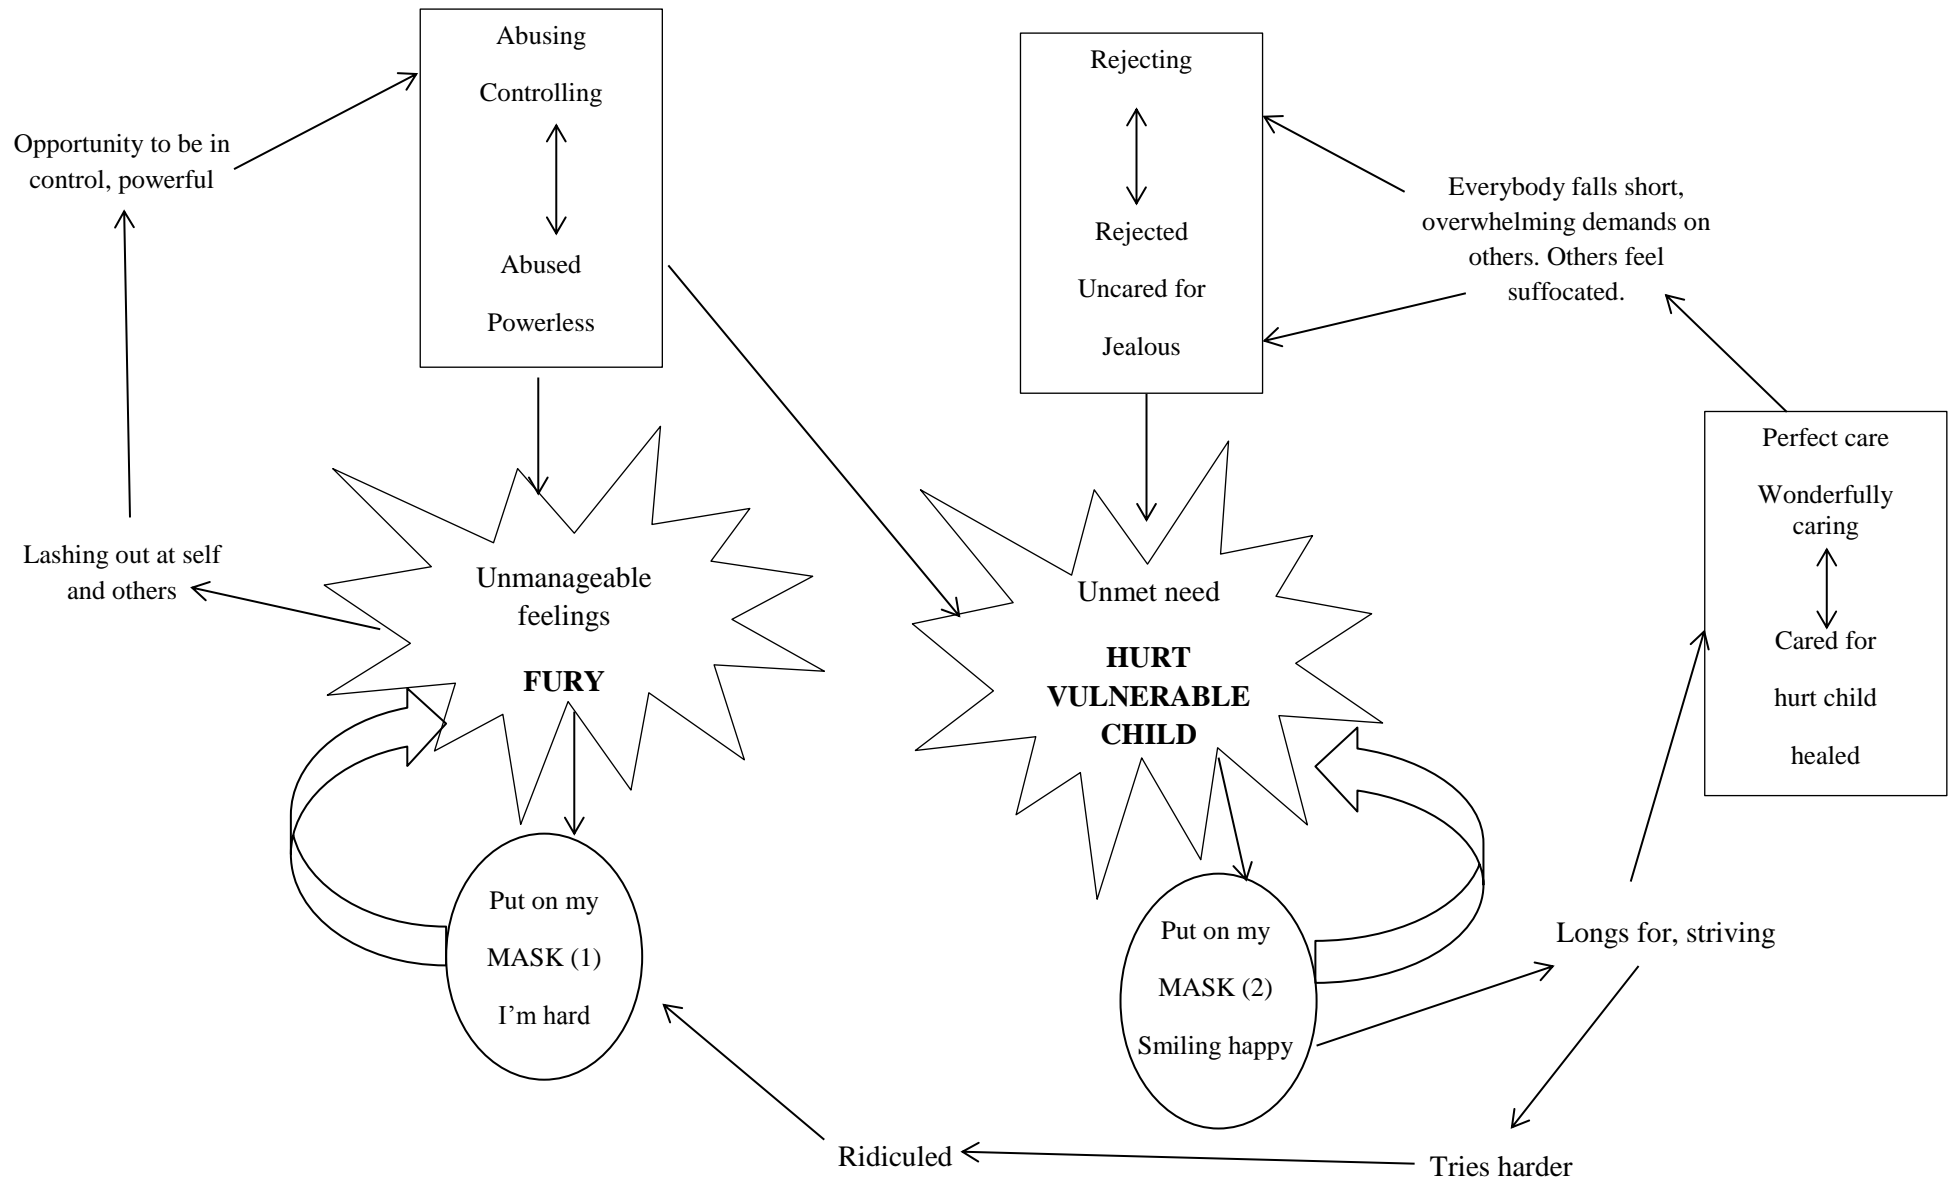 Abusing
Controlling
Abused
Powerless
Rejecting
Rejected
Uncared for
Jealous
Opportunity to be in
control, powerful
Everybody falls short,
overwhelming demands on
others. Others feel
suffocated.
Perfect care
Wonderfully
caring
Cared for
hurt child
healed
Lashing out at self
and others
Unmanageable
feelings
FURY
Unmet need
HURT
VULNERABLE
CHILD
Put on my
MASK (1)
I’m hard
Put on my
MASK (2)
Smiling happy
Longs for, striving
Ridiculed
Tries harder